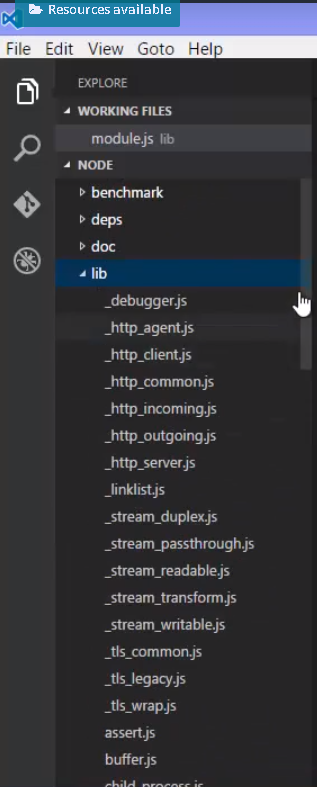 Resources available
File Edit View Goto Help
EXPLORE
WORKING FILES
module.js lib
NODE
benchmark
deps
doc
lib
_debugger.js
_http_agent.js
_http_client.js
_http_common.js
_http_incoming.js
_http_outgoing.js
_http_server.js
_linklist.js
_stream_duplex.js
_stream_passthrough.js
_stream_readable.js
_stream_transform.js
_stream_writable.js
_tls_common.js
_tls_legacy.js
_tls_wrap.js
assert.js
buffer.js
child_process.js